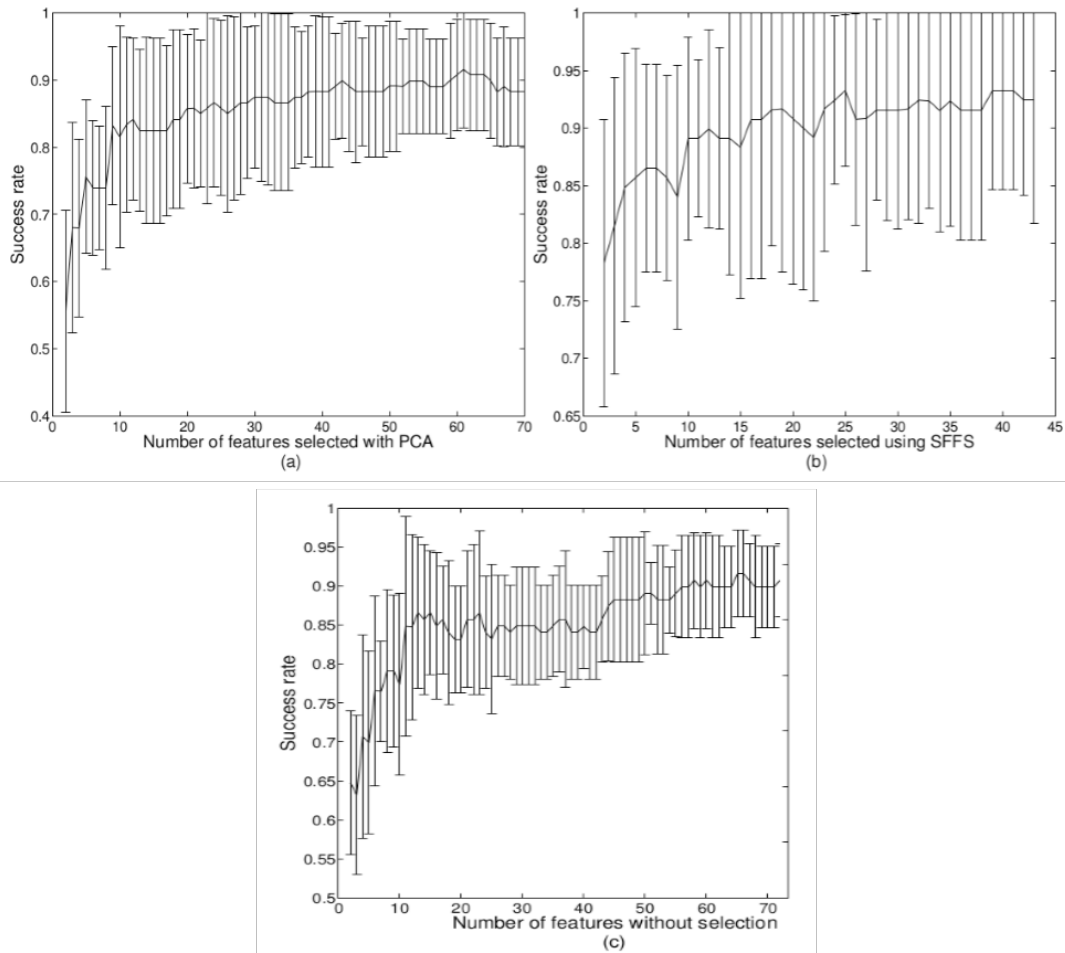 1
0.9
0.8
0.7
0.6
0.5
0.4
Success rate
0 10 20 30 40 50 60 70
Number of features selected with PCA
(a)
1
0.95
0.9
0.85
0.8
0.75
0.7
0.65
Success rate
0 5 10 15 20 25 30 35 40 45
Number of features selected using SFFS
(b)
1
0.95
0.9
0.85
0.8
0.75
0.7
0.65
0.6
0.55
0.5
Success rate
0 10 20 30 40 50 60 70
Number of features without selection
(c)